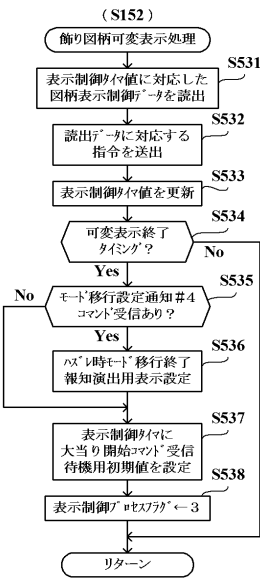 (S152)
飾り図柄可変表示処理
S531
表示制御タイマ値に対応した
図柄表示制御データを読出
S532
読出データに対応する
指令を送出
S533
表示制御タイマ値を更新
S534
可変表示終了
タイミング?
No
Yes
S535
No
モード移行設定通知#4
コマンド受信あり?
Yes
S536
ハズレ時モード移行終了
報知演出用表示設定
S537
表示制御タイマに
大当り開始コマンド受信
待機用初期値を設定
S538
表示制御プロセスフラグ←3
リターン